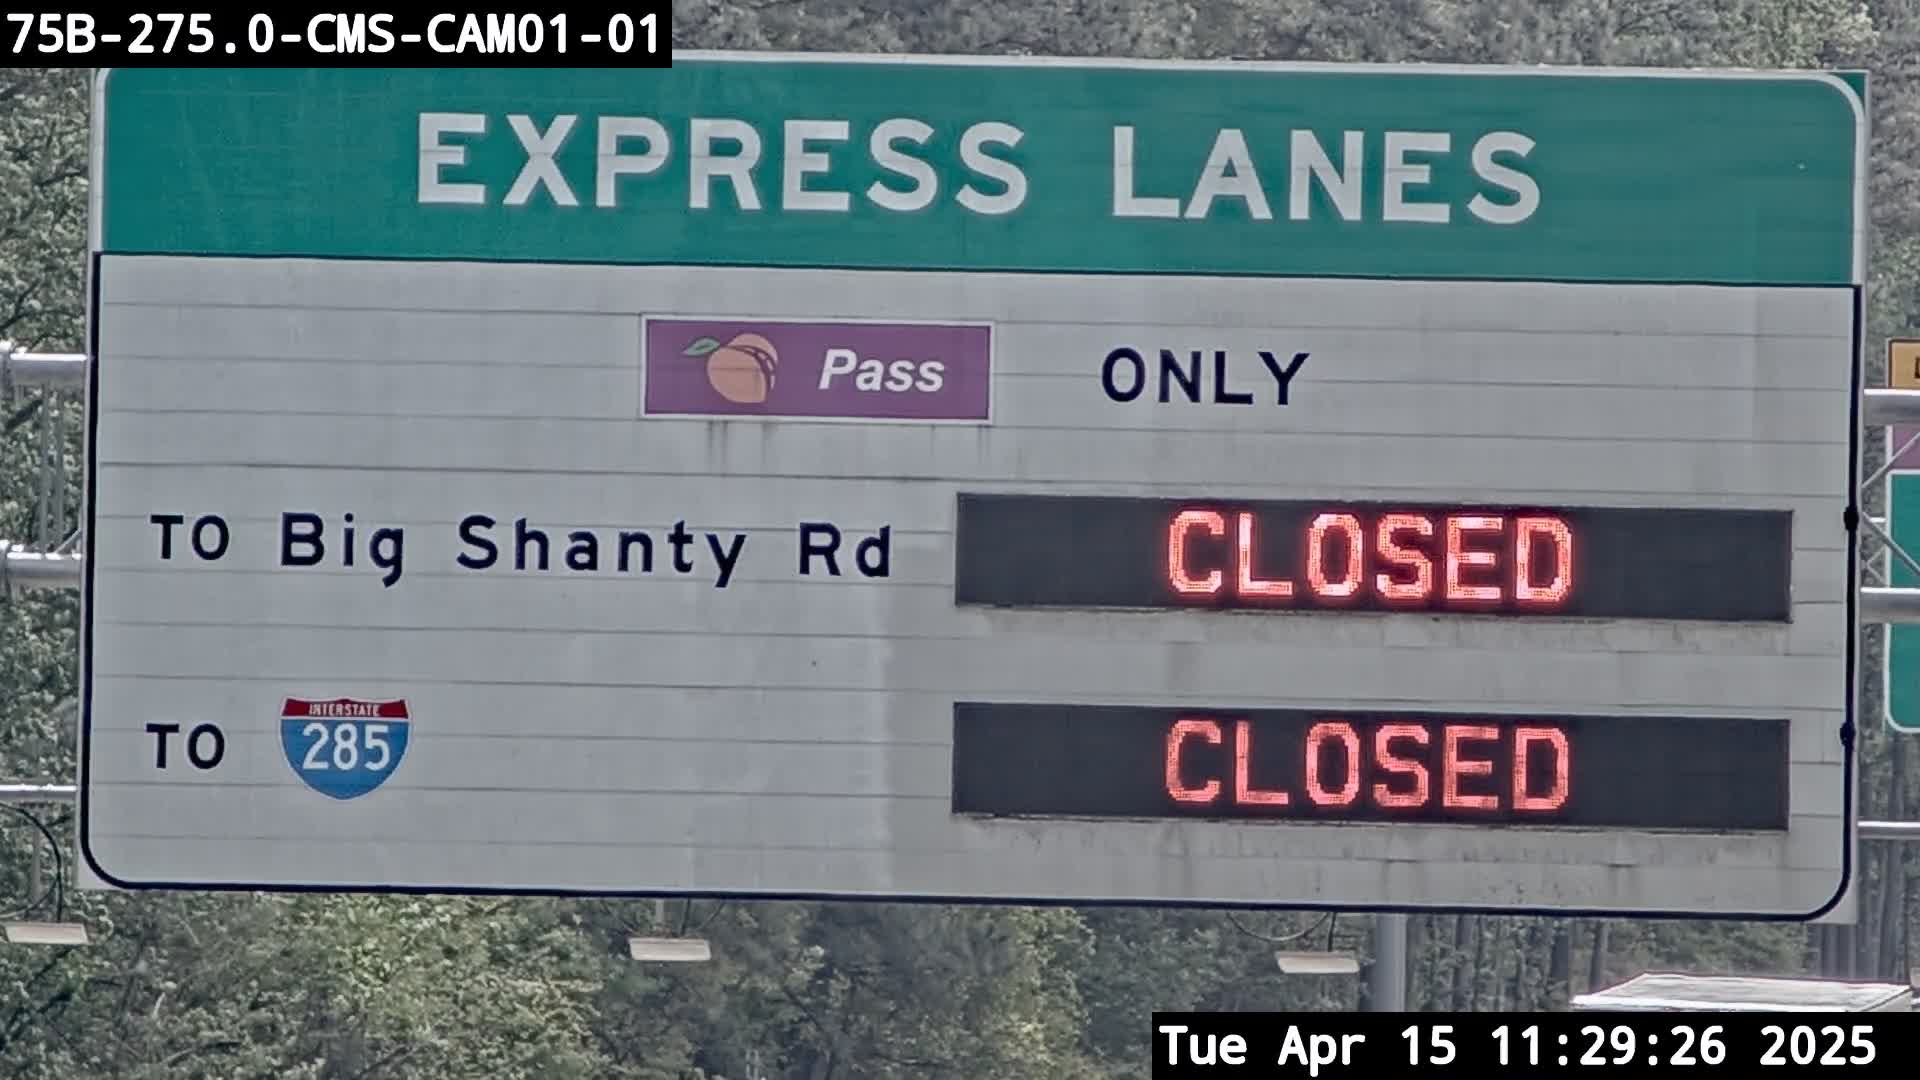 75B-275.0-CMS-CAM01-01
EXPRESS LANES
Pass ONLY
TO Big Shanty Rd CLOSED
TO INTERSTATE 285 CLOSED
Tue Apr 15 11:29:26 2025